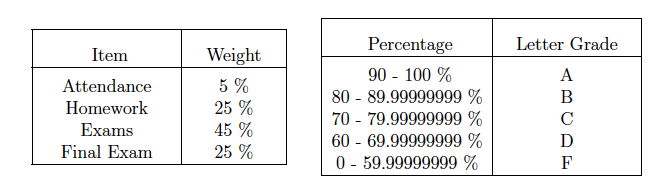 Item Weight
Attendance 5 %
Homework 25 %
Exams 45 %
Final Exam 25 %
Percentage Letter Grade
90 - 100 % A
80 - 89.99999999 % B
70 - 79.99999999 % C
60 - 69.99999999 % D
0 - 59.99999999 % F